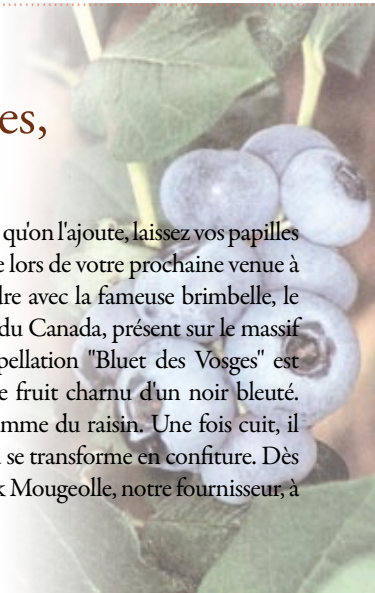 es,
qu'on l'ajoute, laissez vos papilles
e lors de votre prochaine venue à
dre avec la fameuse brimbelle, le
du Canada, présent sur le massif
pellation "Bluet des Vosges" est
e fruit charnu d'un noir bleuté.
mme du raisin. Une fois cuit, il
se transforme en confiture. Dès
k Mougeolle, notre fournisseur, à